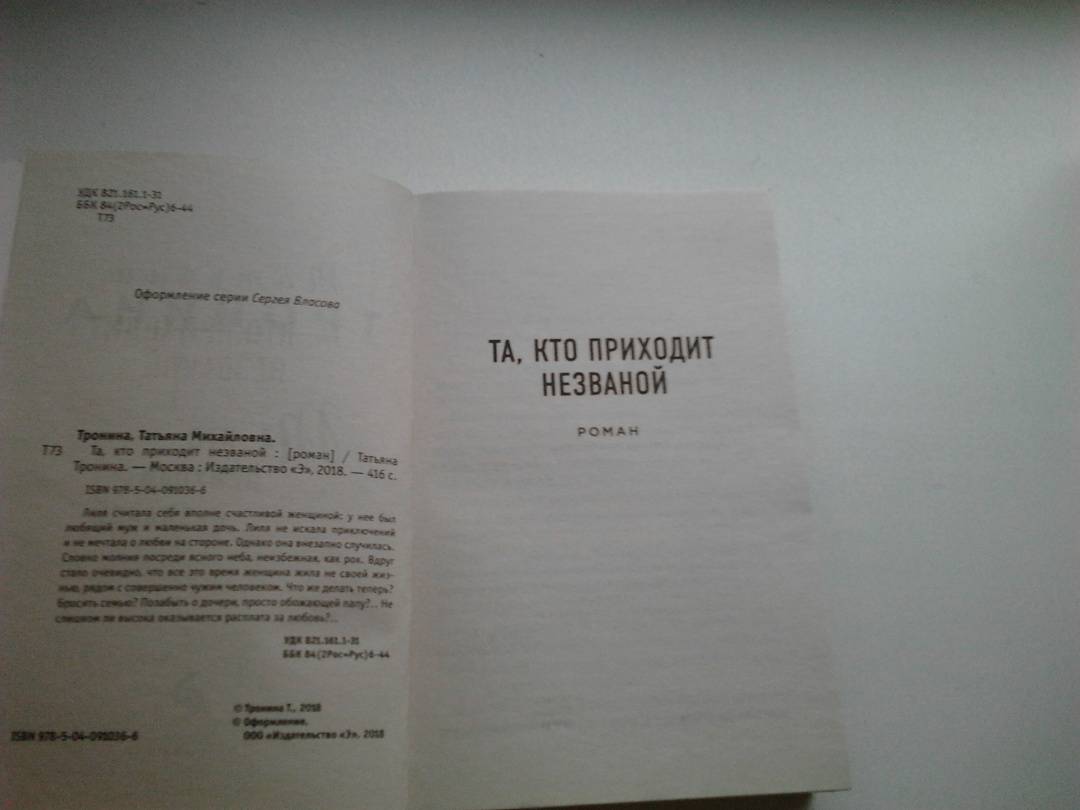 УДК 821.161.1-31
ББК 84(2Рос=Рус)6-44
Т73
Оформление серии Сергея Власова
Тронина, Татьяна Михайловна.
Т73 Та, кто приходит незваной : [роман] / Татьяна
Тронина. — Москва : Издательство «Э», 2018. — 416 с.
ISBN 978-5-04-091036-6
Лиля считала себя вполне счастливой женщиной: у нее был
любящий муж и маленькая дочь. Лиля не искала приключений
и не мечтала о любви на стороне. Однако она внезапно случилась.
Словно молния посреди ясного неба, неизбежная, как рок. Вдруг
стало очевидно, что все это время женщина жила не своей жиз-
нью, рядом с совершенно чужим человеком. Что же делать теперь?
Бросить семью? Позабыть о дочери, просто обожающей папу?.. Не
слишком ли высока оказывается расплата за любовь?..
УДК 821.161.1-31
ББК 84(2Рос=Рус)6-44
© Тронина Т., 2018
© Оформление.
ООО «Издательство «Э», 2018
ISBN 978-5-04-091036-6
ТА, КТО ПРИХОДИТ
НЕЗВАНОЙ
РОМАН